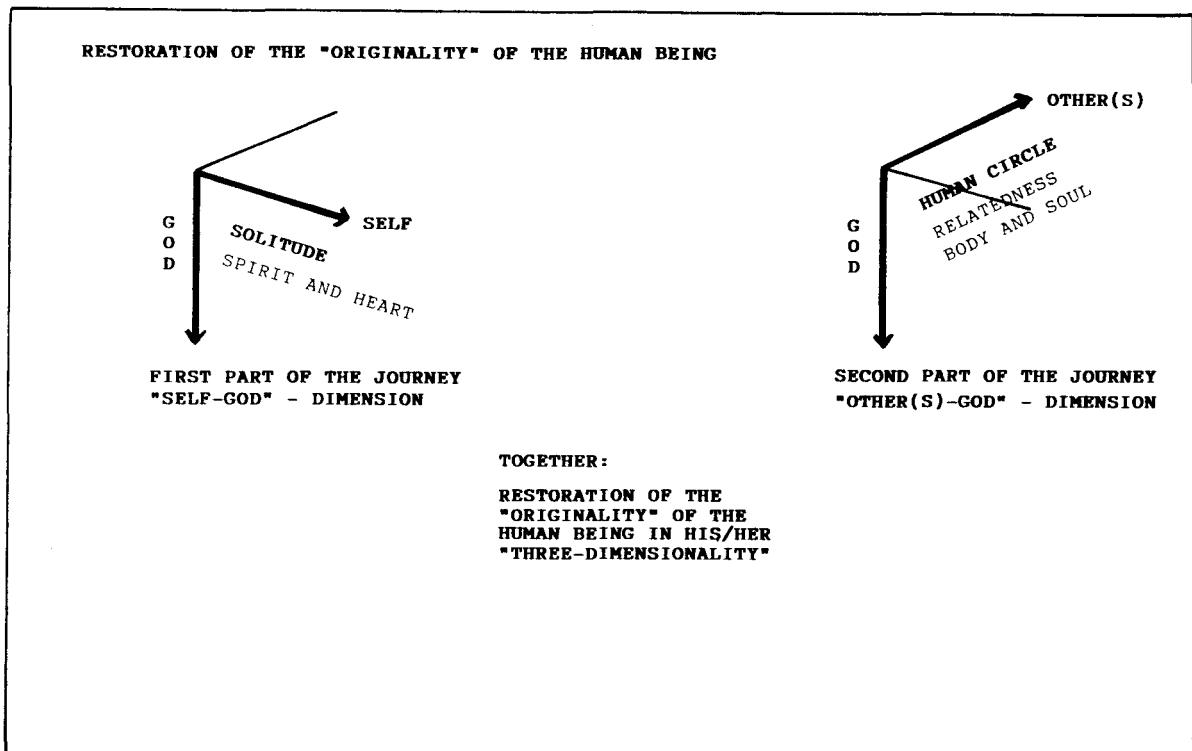 RESTORATION OF THE "ORIGINALITY" OF THE HUMAN BEING
GOD
SELF
SOLITUDE
SPIRIT AND HEART
FIRST PART OF THE JOURNEY
"SELF-GOD" - DIMENSION
OTHER(S)
HUMAN CIRCLE
RELATEDNESS
BODY AND SOUL
GOD
SECOND PART OF THE JOURNEY
"OTHER(S)-GOD" - DIMENSION
TOGETHER:
RESTORATION OF THE
"ORIGINALITY" OF THE
HUMAN BEING IN HIS/HER
"THREE-DIMENSIONALITY"